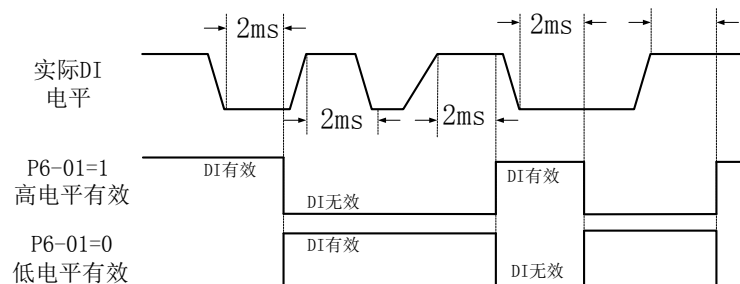 2ms
2ms
实际DI
电平
2ms
2ms
P6-01=1
高电平有效
DI有效
DI无效
DI有效
P6-01=0
低电平有效
DI有效
DI无效